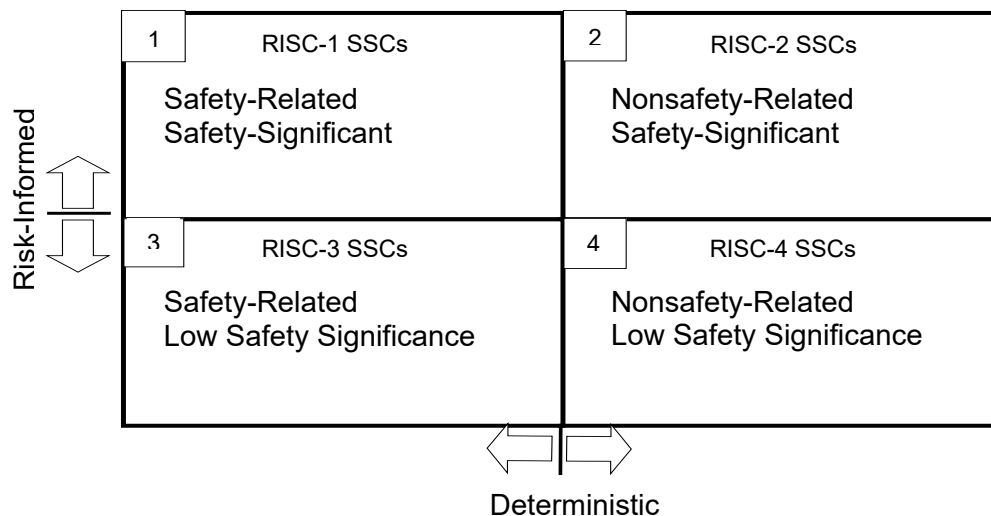 1
RISC-1 SSCs
Safety-Related
Safety-Significant
2
RISC-2 SSCs
Nonsafety-Related
Safety-Significant
Risk-Informed
3
RISC-3 SSCs
Safety-Related
Low Safety Significance
4
RISC-4 SSCs
Nonsafety-Related
Low Safety Significance
Deterministic